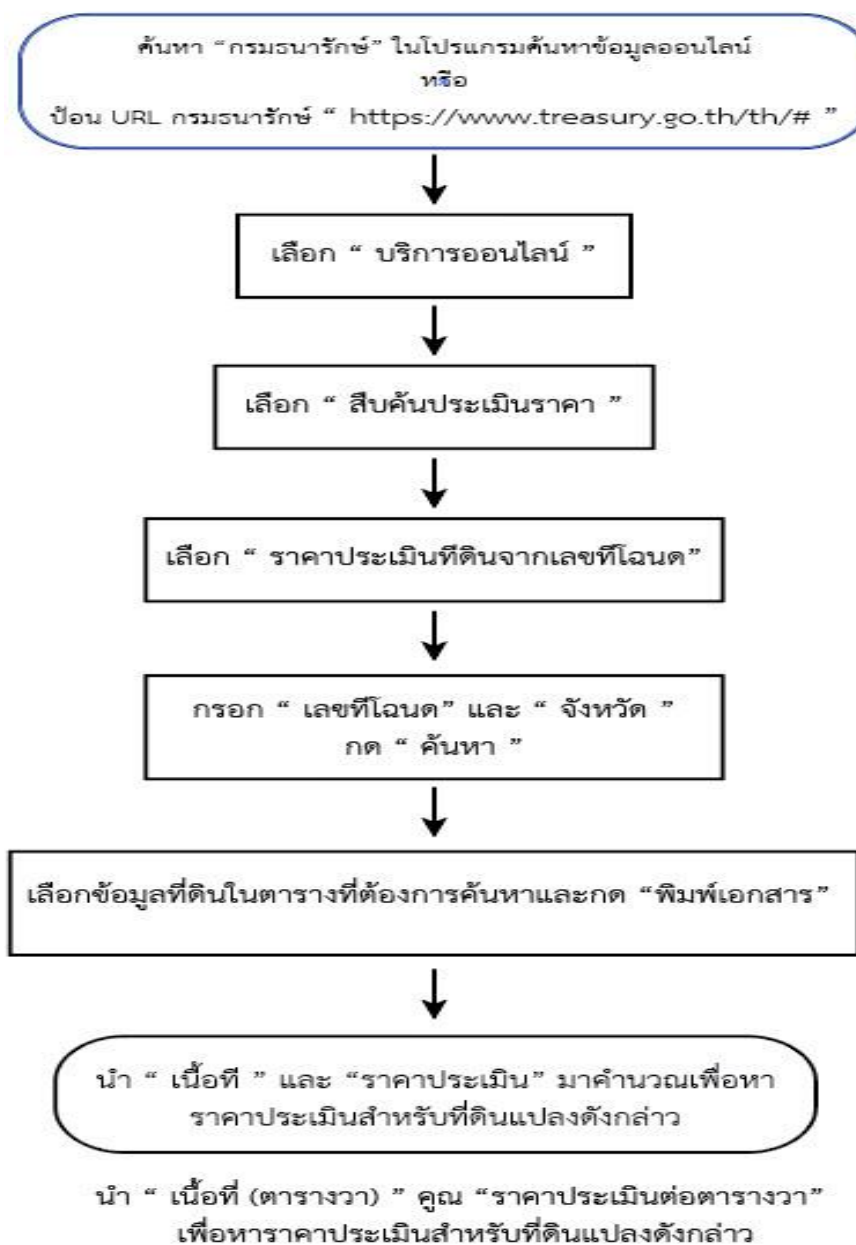 ค้นหา “กรมธนารักษ์” ในโปรแกรมค้นหาข้อมูลออนไลน์
หรือ
ป้อน URL กรมธนารักษ์ “ https://www.treasury.go.th/th/# ”
เลือก “ บริการออนไลน์ ”
เลือก “ สืบค้นประเมินราคา ”
เลือก “ ราคาประเมินที่ดินจากเลขที่โฉนด”
กรอก “ เลขที่โฉนด” และ “ จังหวัด ”
กด “ ค้นหา ”
เลือกข้อมูลที่ดินในตารางที่ต้องการค้นหาและกด “พิมพ์เอกสาร”
นำ “ เนื้อที่ ” และ “ราคาประเมิน” มาคำนวณเพื่อหา
ราคาประเมินสำหรับที่ดินแปลงดังกล่าว
นำ “ เนื้อที่ (ตารางวา) ” คูณ “ราคาประเมินต่อตารางวา”
เพื่อหาราคาประเมินสำหรับที่ดินแปลงดังกล่าว